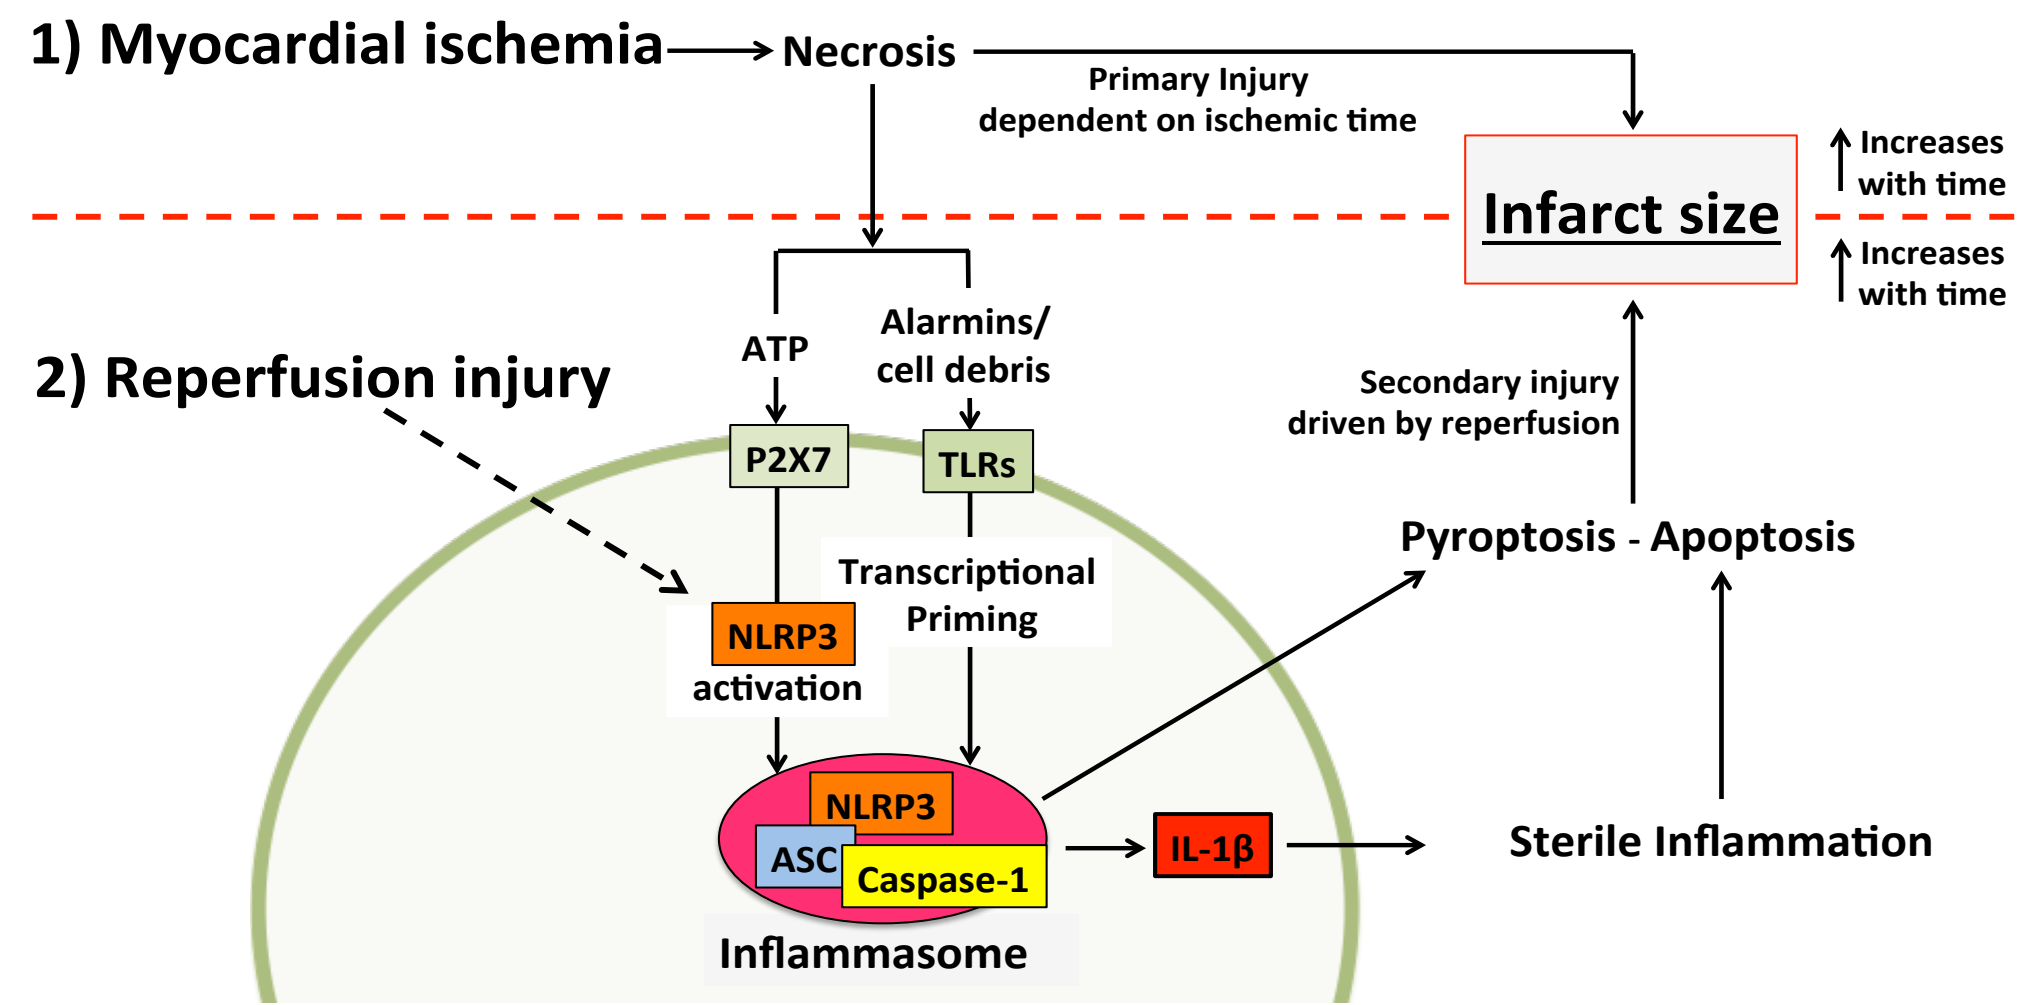 1) Myocardial ischemia
Necrosis
Primary Injury
dependent on ischemic time
Increases
with time
Infarct size
Increases
with time
ATP
Alarmins/
cell debris
2) Reperfusion injury
Secondary injury
driven by reperfusion
P2X7
TLRs
Pyroptosis - Apoptosis
Transcriptional
Priming
NLRP3
activation
NLRP3
ASC
Caspase-1
IL-1β
Sterile Inflammation
Inflammasome